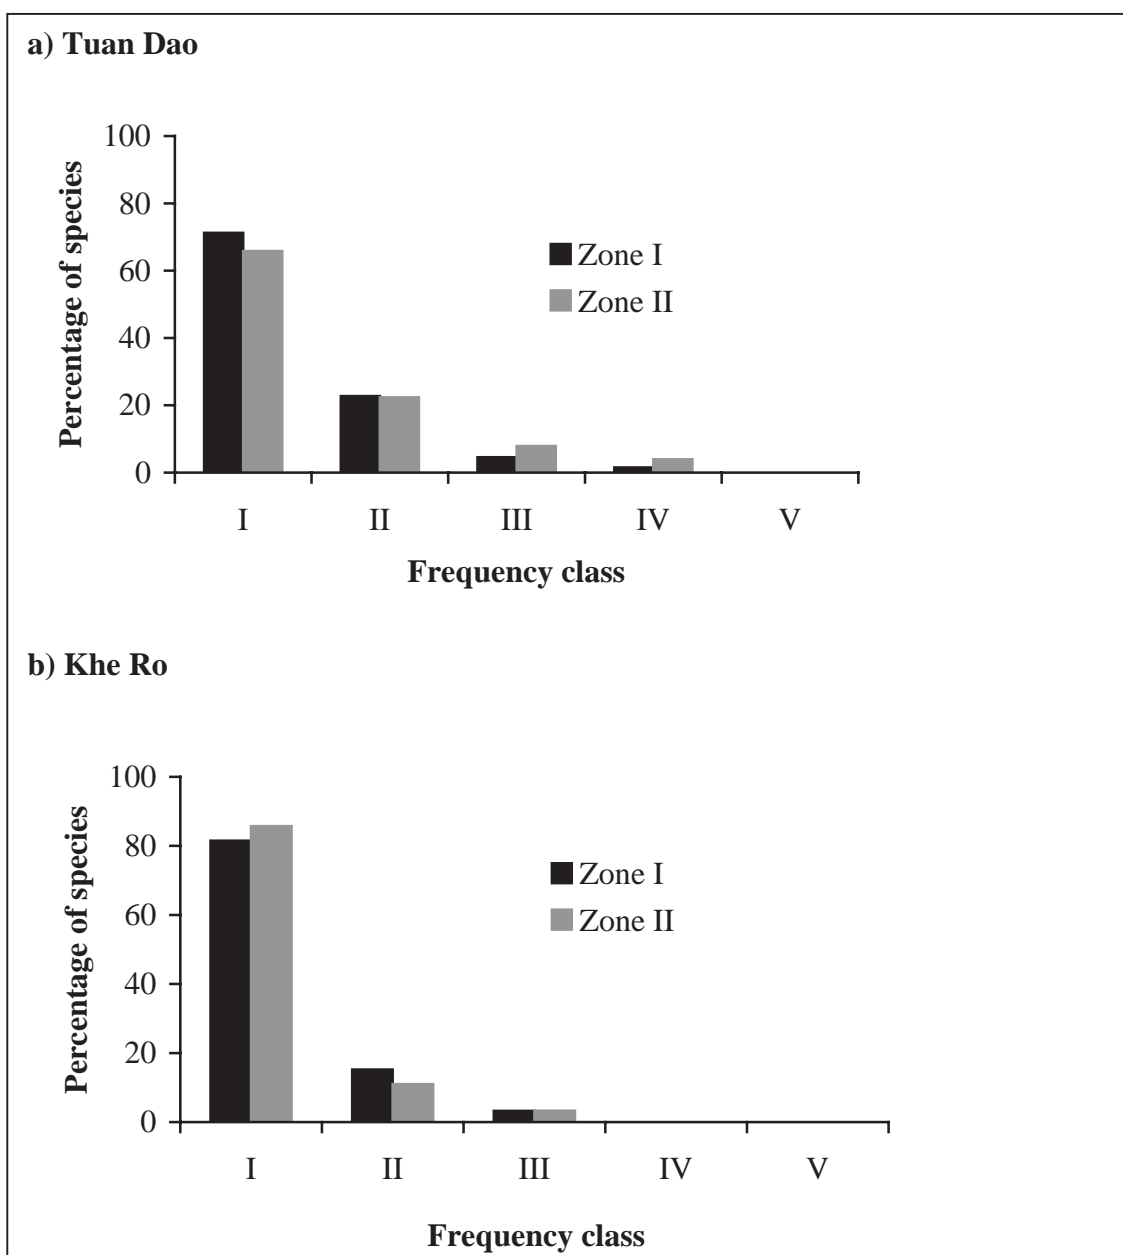 a) Tuan Dao
100
80
60
40
20
0
Percentage of species
Zone I
Zone II
I II III IV V
Frequency class
b) Khe Ro
100
80
60
40
20
0
Percentage of species
Zone I
Zone II
I II III IV V
Frequency class